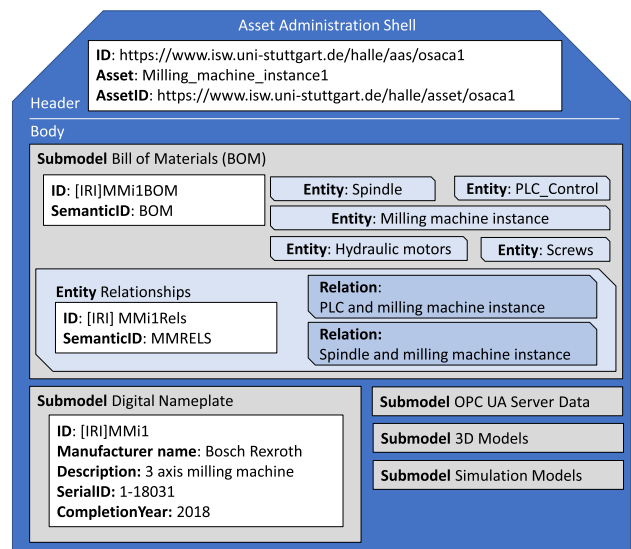 Asset Administration Shell
ID: https://www.isw.uni-stuttgart.de/halle/aas/osaca1
Asset: Milling_machine_instance1
AssetID: https://www.isw.uni-stuttgart.de/halle/asset/osaca1
Header
Body
Submodel Bill of Materials (BOM)
ID: [IRI]MMi1BOM
SemanticID: BOM
Entity: Spindle
Entity: PLC_Control
Entity: Milling machine instance
Entity: Hydraulic motors
Entity: Screws
Entity Relationships
ID: [IRI] MMi1Rels
SemanticID: MMRELS
Relation:
PLC and milling machine instance
Relation:
Spindle and milling machine instance
Submodel Digital Nameplate
ID: [IRI]MMi1
Manufacturer name: Bosch Rexroth
Description: 3 axis milling machine
SerialID: 1-18031
CompletionYear: 2018
Submodel OPC UA Server Data
Submodel 3D Models
Submodel Simulation Models